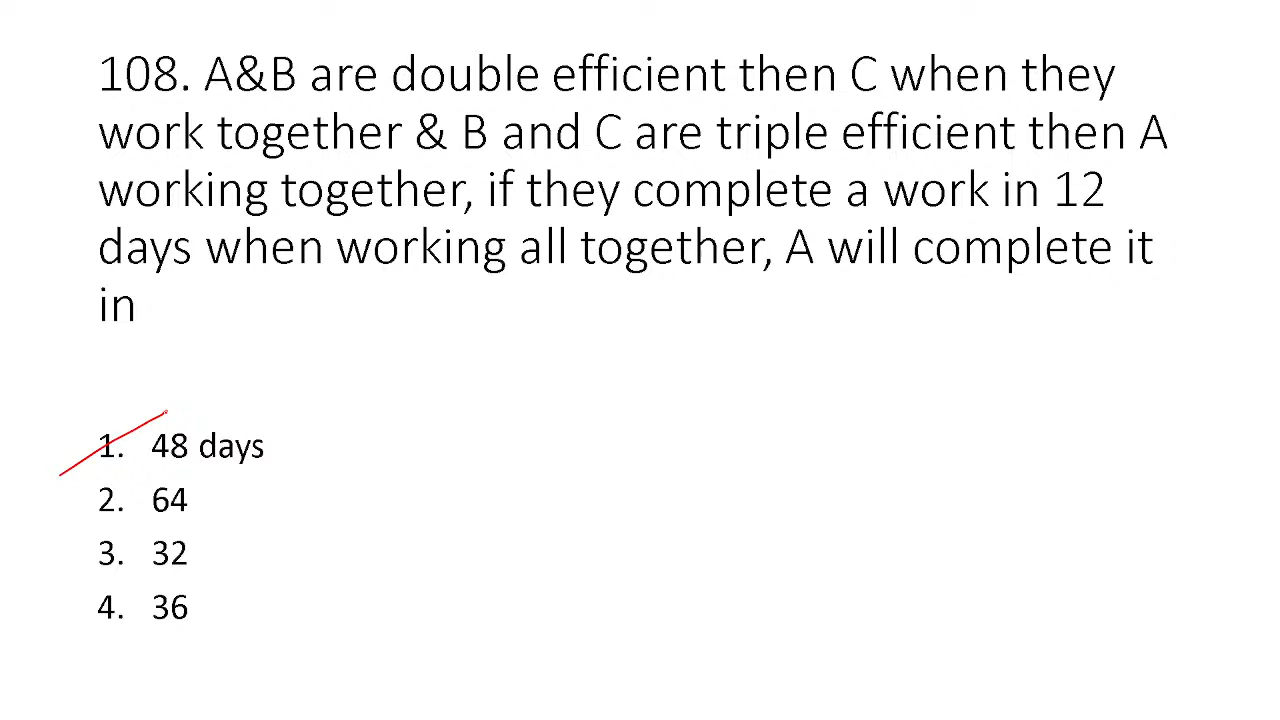 108. A&B are double efficient then C when they
work together & B and C are triple efficient then A
working together, if they complete a work in 12
days when working all together, A will complete it
in
1. 48 days
2. 64
3. 32
4. 36